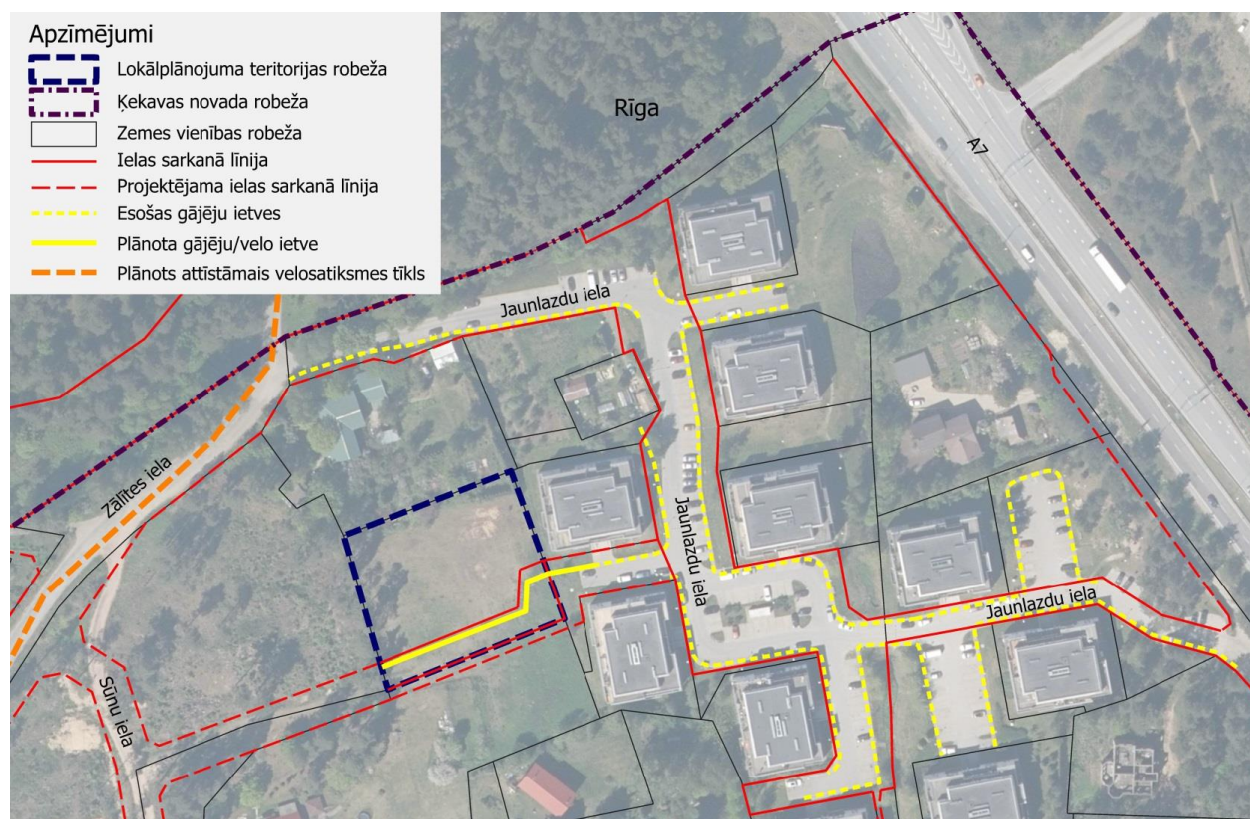 Apzīmējumi
Lokālplānojuma teritorijas robeža
Ķekavas novada robeža
Zemes vienības robeža
Ielas sarkanā līnija
Projektējama ielas sarkanā līnija
Esošas gājēju ietves
Plānota gājēju/velo ietve
Plānots attīstāmais velosatiksmes tīkls
Rīga
A7
Jaunlazdu iela
Zālītes iela
Jaunlazdu iela
Jaunlazdu iela
Sūnu iela